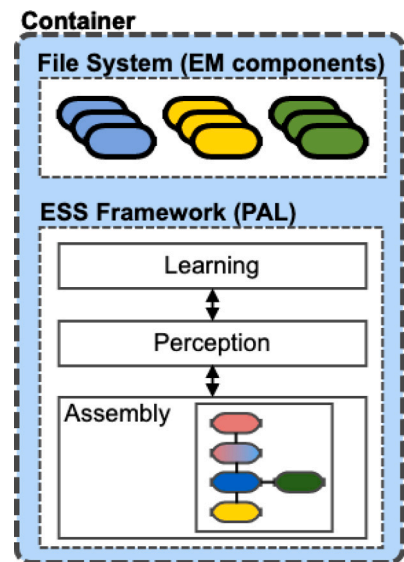 Container
File System (EM components)
ESS Framework (PAL)
Learning
Perception
Assembly